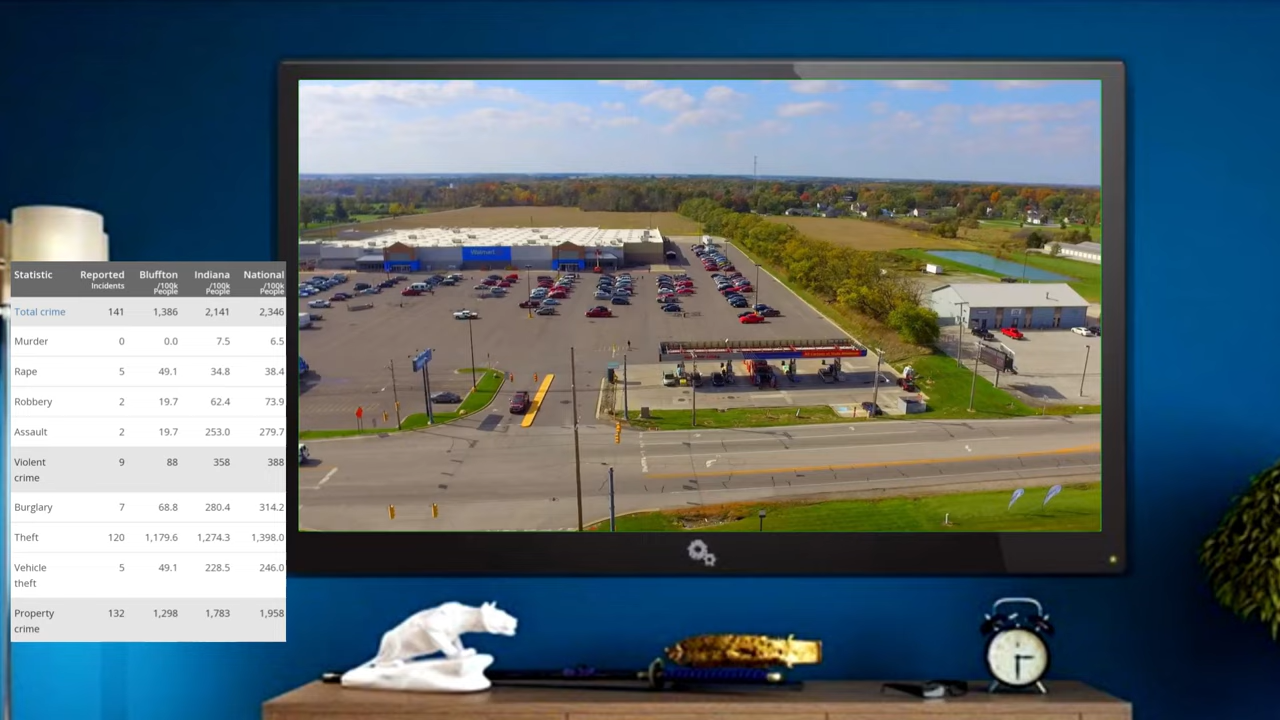 Statistic Reported Incidents Bluffton /100k People Indiana /100k People National /100k People
Total crime 141 1,386 2,141 2,346
Murder 0 0.0 7.5 6.5
Rape 5 49.1 34.8 38.4
Robbery 2 19.7 62.4 73.9
Assault 2 19.7 253.0 279.7
Violent crime 9 88 358 388
Burglary 7 68.8 280.4 314.2
Theft 120 1,179.6 1,274.3 1,398.0
Vehicle theft 5 49.1 228.5 246.0
Property crime 132 1,298 1,783 1,958
Walmart